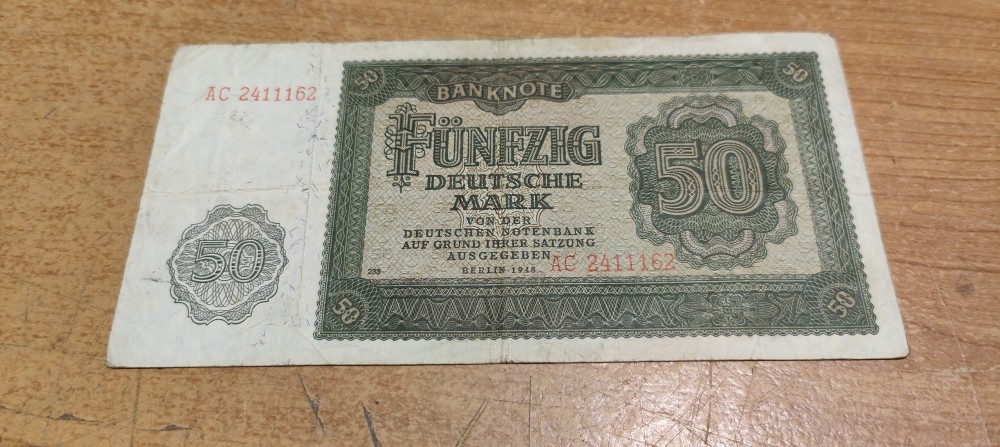 50
50
BANKNOTE
AC 2411162
FÜNFZIG
50
DEUTSCHE
MARK
VON DER
DEUTSCHEN NOTENBANK
AUF GRUND IHRER SATZUNG
AUSGEGEBEN
AC 2411162
50
233
BERLIN 1948
50
50